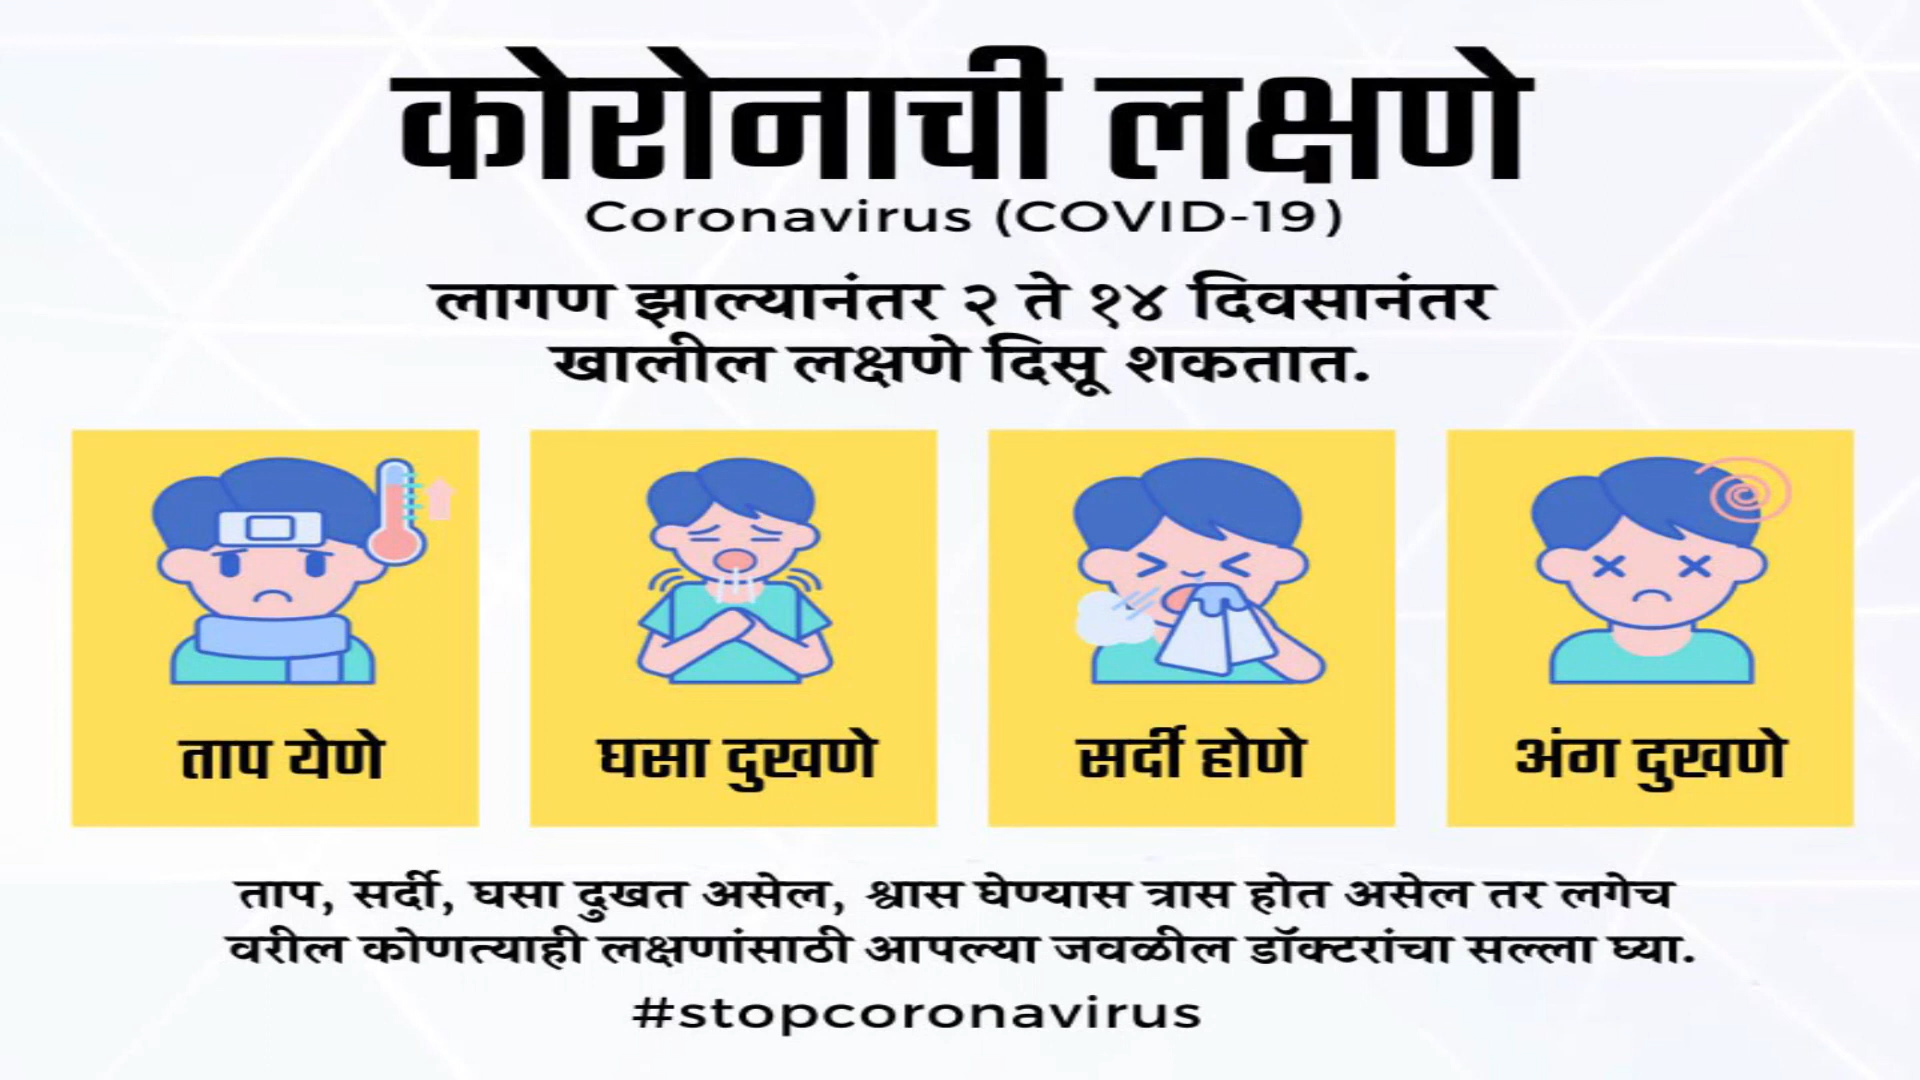 कोरोनाची लक्षणे
Coronavirus (COVID-19)
लागण झाल्यानंतर २ ते १४ दिवसानंतर
खालील लक्षणे दिसू शकतात.
ताप येणे
घसा दुखणे
सर्दी होणे
अंग दुखणे
ताप, सर्दी, घसा दुखत असेल, श्वास घेण्यास त्रास होत असेल तर लगेच
वरील कोणत्याही लक्षणांसाठी आपल्या जवळील डॉक्टरांचा सल्ला घ्या.
#stopcoronavirus